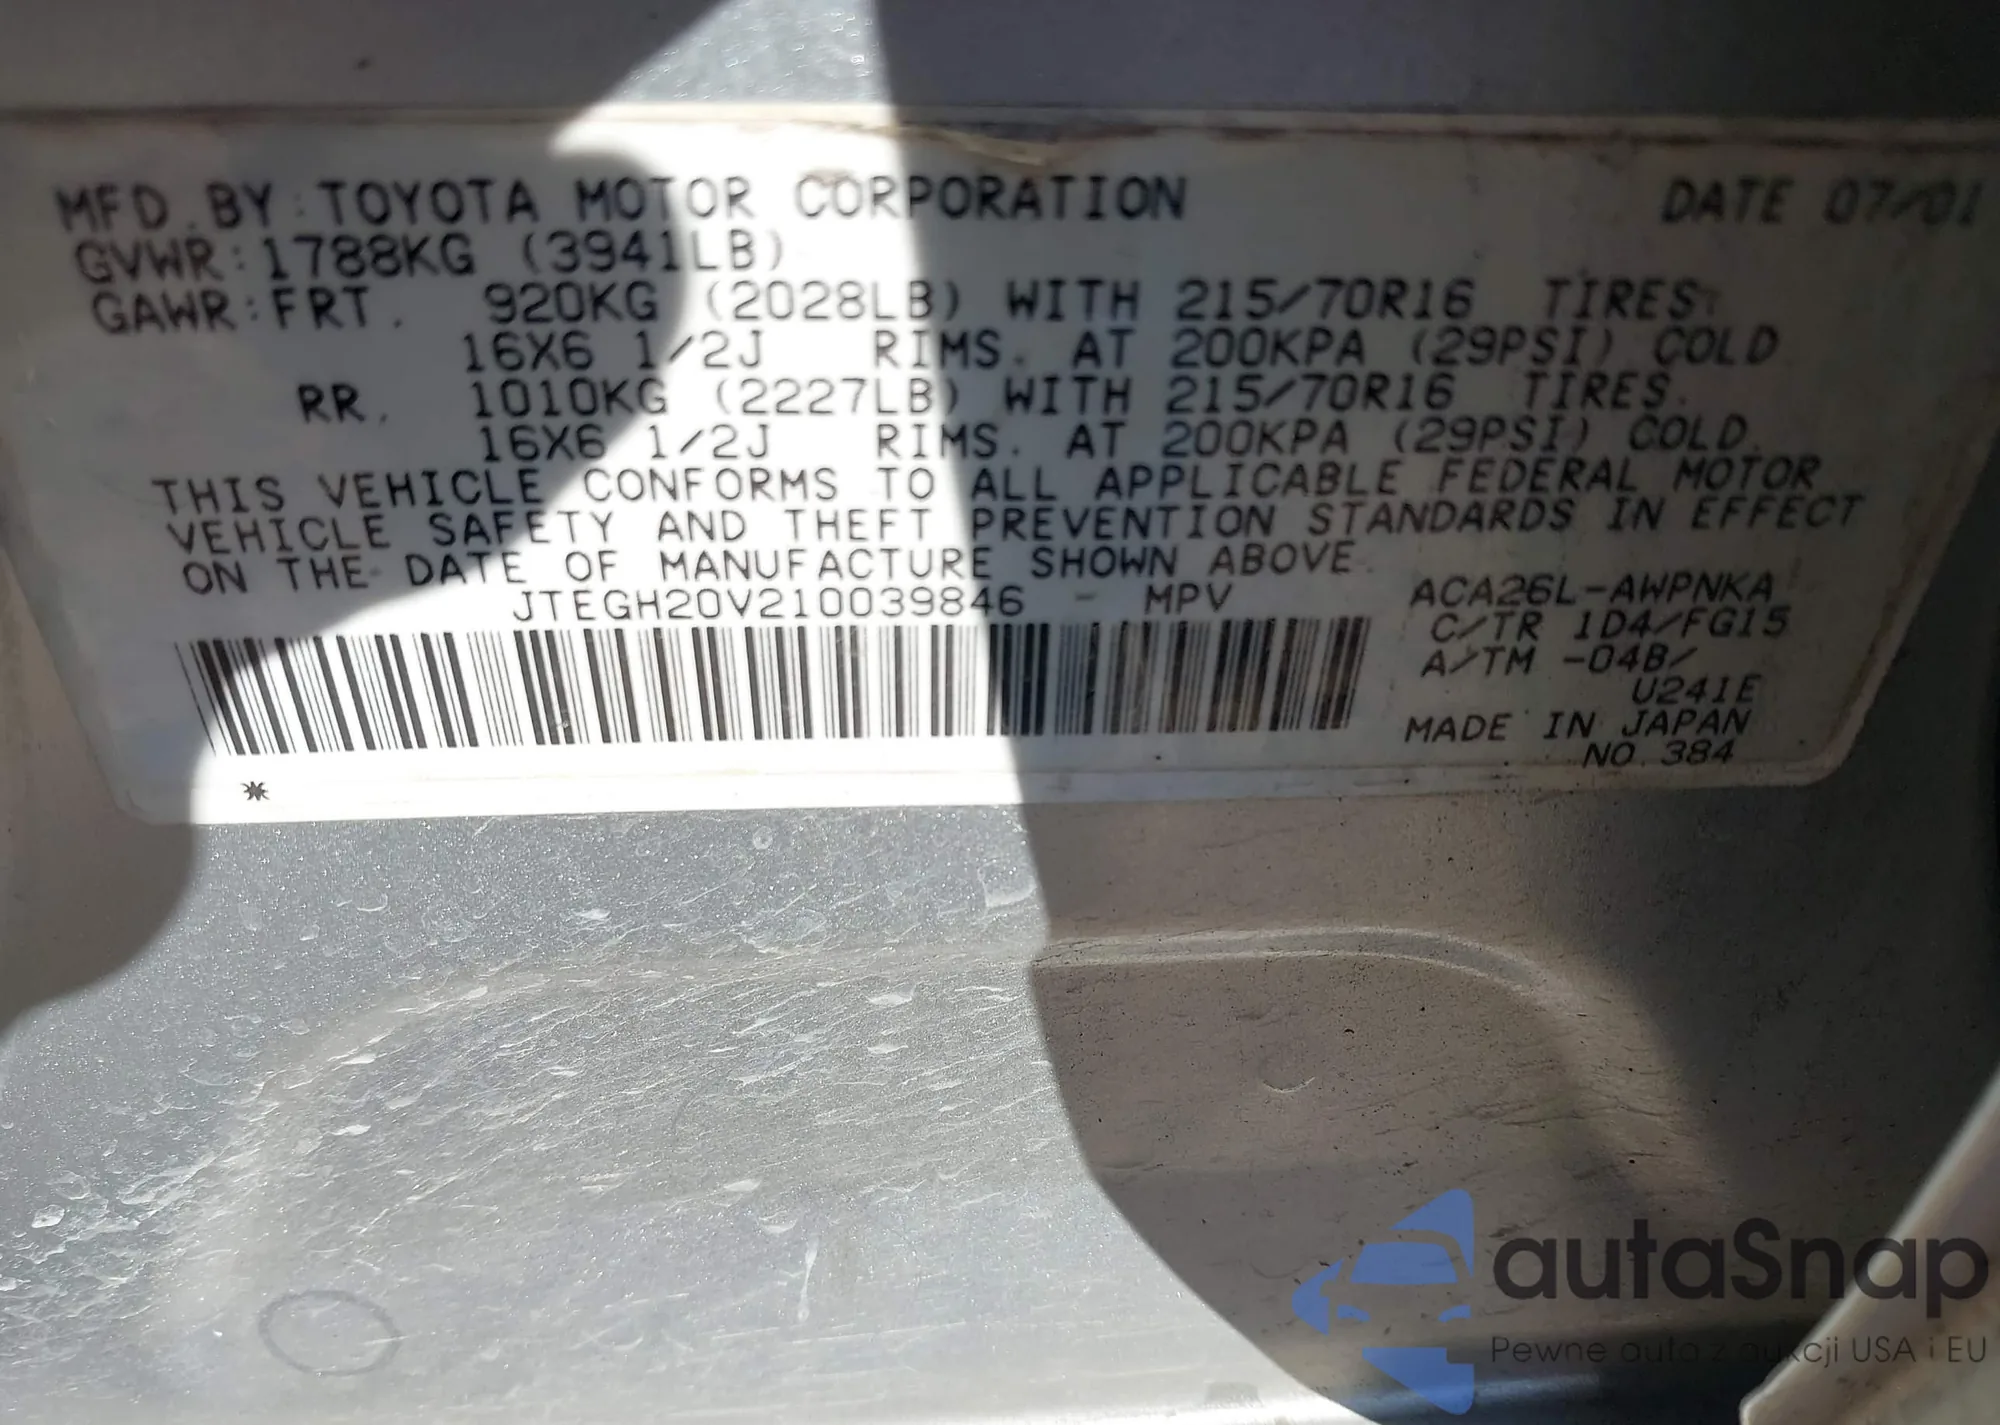 MFD. BY: TOYOTA MOTOR CORPORATION DATE 07/01
GVWR: 1788KG (3941LB)
GAWR: FRT. 920KG (2028LB) WITH 215/70R16 TIRES.
16X6 1/2J RIMS. AT 200KPA (29PSI) COLD
RR. 1010KG (2227LB) WITH 215/70R16 TIRES.
16X6 1/2J RIMS. AT 200KPA (29PSI) COLD.
THIS VEHICLE CONFORMS TO ALL APPLICABLE FEDERAL MOTOR
VEHICLE SAFETY AND THEFT PREVENTION STANDARDS IN EFFECT
ON THE DATE OF MANUFACTURE SHOWN ABOVE.
JTEGH20V210039846 - MPV
ACA26L-AWPNKA
C/TR 1D4/FG15
A/TM -04B/
U241E
MADE IN JAPAN
NO. 384
autaSnap
Pewne auta z aukcji USA i EU